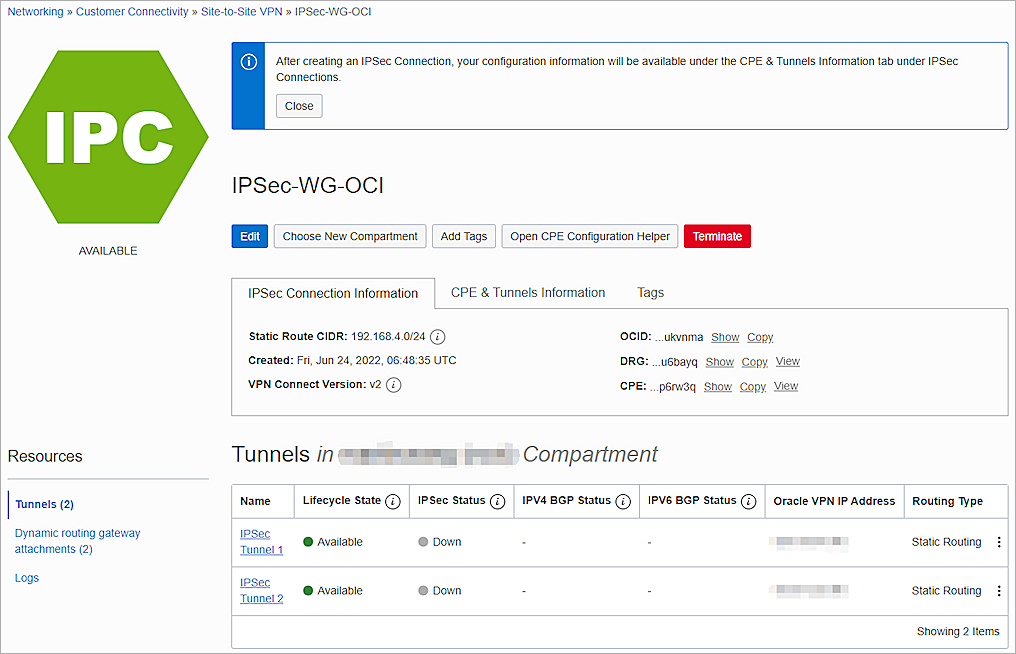 Networking » Customer Connectivity » Site-to-Site VPN » IPSec-WG-OCI
IPC
AVAILABLE
After creating an IPSec Connection, your configuration information will be available under the CPE & Tunnels Information tab under IPSec
Connections.
Close
IPSec-WG-OCI
Edit Choose New Compartment Add Tags Open CPE Configuration Helper Terminate
IPSec Connection Information CPE & Tunnels Information Tags
Static Route CIDR: 192.168.4.0/24
Created: Fri, Jun 24, 2022, 06:48:35 UTC
VPN Connect Version: v2
OCID: ...ukvnma Show Copy
DRG: ...u6bayq Show Copy View
CPE: ...p6rw3q Show Copy View
Resources
Tunnels (2)
Dynamic routing gateway
attachments (2)
Logs
Tunnels in Compartment
Name Lifecycle State IPSec Status IPV4 BGP Status IPV6 BGP Status Oracle VPN IP Address Routing Type
IPSec
Tunnel 1
Available Down - - Static Routing
IPSec
Tunnel 2
Available Down - - Static Routing
Showing 2 Items